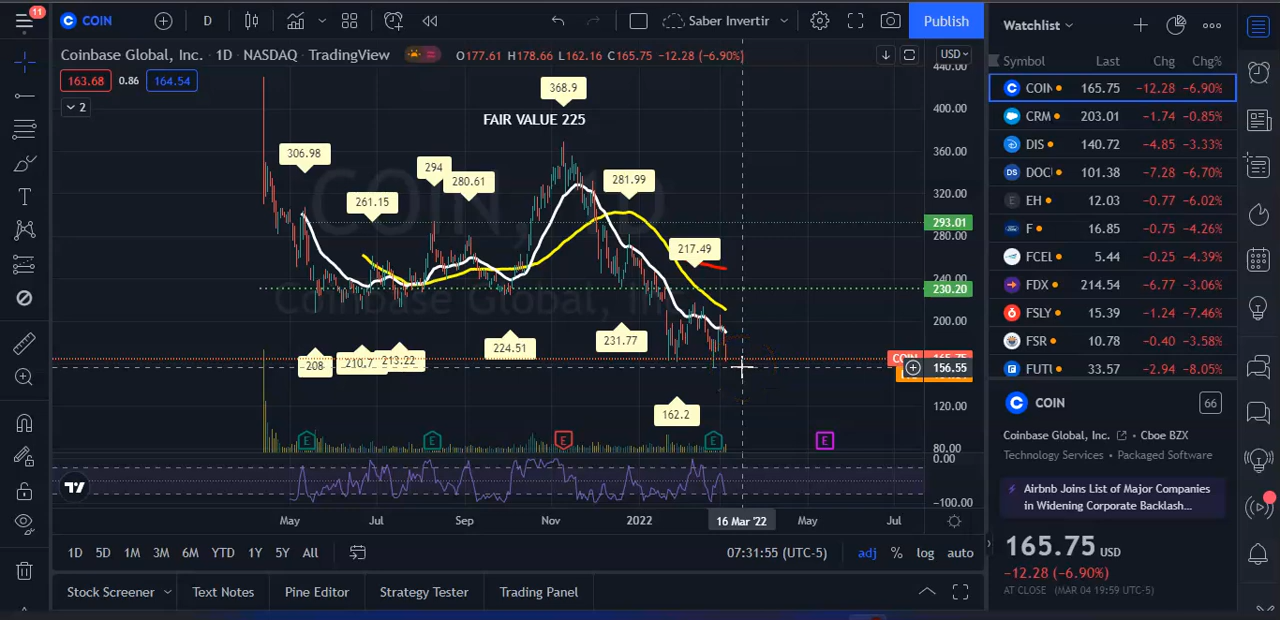 11
COIN
D
Saber Invertir
Publish
Coinbase Global, Inc. · 1D · NASDAQ · TradingView
O177.61 H178.66 L162.16 C165.75 −12.28 (−6.90%)
USD
163.68 0.86 164.54
2
368.9
FAIR VALUE 225
306.98
294
280.61
261.15
281.99
217.49
208
213.22
224.51
231.77
162.2
COIN, 1D
Coinbase Global, Inc.
440.00
400.00
360.00
320.00
293.01
280.00
240.00
230.20
200.00
COIN 165.75
156.55
120.00
80.00
0.00
−100.00
E E E E E
May Jul Sep Nov 2022 16 Mar '22 May Jul
1D 5D 1M 3M 6M YTD 1Y 5Y All
07:31:55 (UTC-5) adj % log auto
Stock Screener Text Notes Pine Editor Strategy Tester Trading Panel
Watchlist
Symbol Last Chg Chg%
COIN 165.75 −12.28 −6.90%
CRM 203.01 −1.74 −0.85%
DIS 140.72 −4.85 −3.33%
DOCU 101.38 −7.28 −6.70%
EH 12.03 −0.77 −6.02%
F 16.85 −0.75 −4.26%
FCEL 5.44 −0.25 −4.39%
FDX 214.54 −6.77 −3.06%
FSLY 15.39 −1.24 −7.46%
FSR 10.78 −0.40 −3.58%
FUTU 33.57 −2.94 −8.05%
COIN
66
Coinbase Global, Inc. • Cboe BZX
Technology Services • Packaged Software
Airbnb Joins List of Major Companies
in Widening Corporate Backlash...
165.75 USD
−12.28 (−6.90%)
AT CLOSE (MAR 04 19:59 UTC-5)